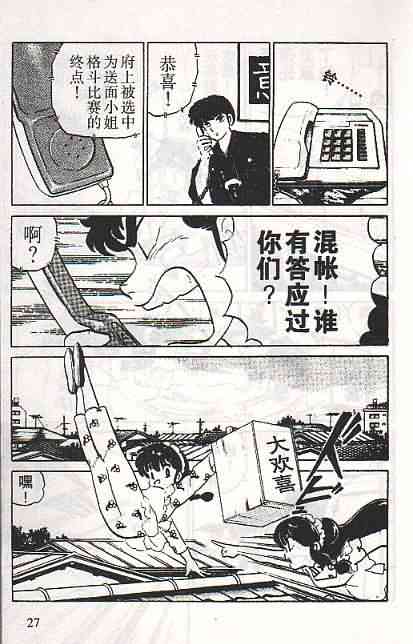 铃……
恭喜！
府上被选中
为送面小姐
格斗比赛的
终点！
混帐！谁
有答应过
你们？
啊？
大欢喜
嘿！
27